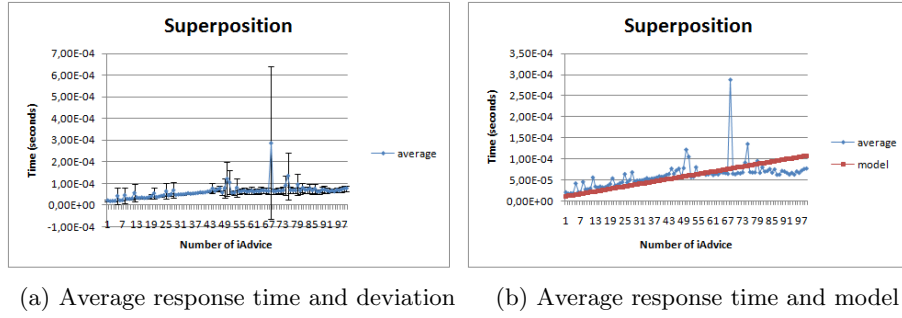 Superposition
Time (seconds)
7,00E-04
6,00E-04
5,00E-04
4,00E-04
3,00E-04
2,00E-04
1,00E-04
0,00E+00
-1,00E-04
1 7 13 19 25 31 37 43 49 55 61 67 73 79 85 91 97
Number of iAdvice
average
Superposition
Time (seconds)
3,50E-04
3,00E-04
2,50E-04
2,00E-04
1,50E-04
1,00E-04
5,00E-05
0,00E+00
1 7 13 19 25 31 37 43 49 55 61 67 73 79 85 91 97
Number of iAdvice
average
model
(a) Average response time and deviation
(b) Average response time and model